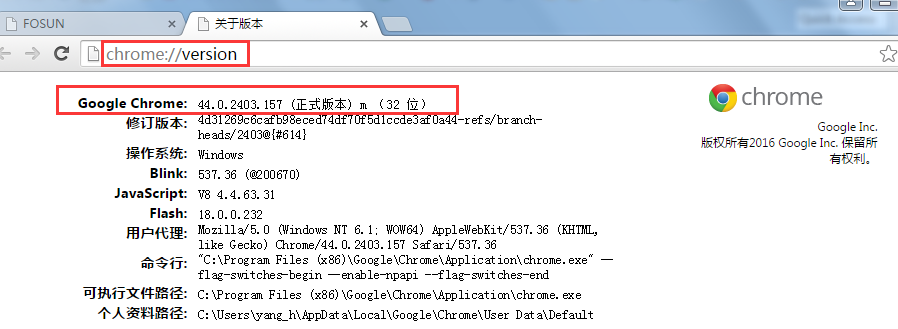 FOSUN
关于版本
chrome://version
Google Chrome: 44.0.2403.157 (正式版本) m （32 位）
修订版本: 4d31269c6cafb98eced74df70f5d1ccde3af0a44-refs/branch-
heads/2403@{#614}
操作系统: Windows
Blink: 537.36 (@200670)
JavaScript: V8 4.4.63.31
Flash: 18.0.0.232
用户代理: Mozilla/5.0 (Windows NT 6.1; WOW64) AppleWebKit/537.36 (KHTML,
like Gecko) Chrome/44.0.2403.157 Safari/537.36
命令行: "C:\Program Files (x86)\Google\Chrome\Application\chrome.exe" --
flag-switches-begin --enable-npapi --flag-switches-end
可执行文件路径: C:\Program Files (x86)\Google\Chrome\Application\chrome.exe
个人资料路径: C:\Users\yang_h\AppData\Local\Google\Chrome\User Data\Default
chrome
Google Inc.
版权所有2016 Google Inc. 保留所
有权利。